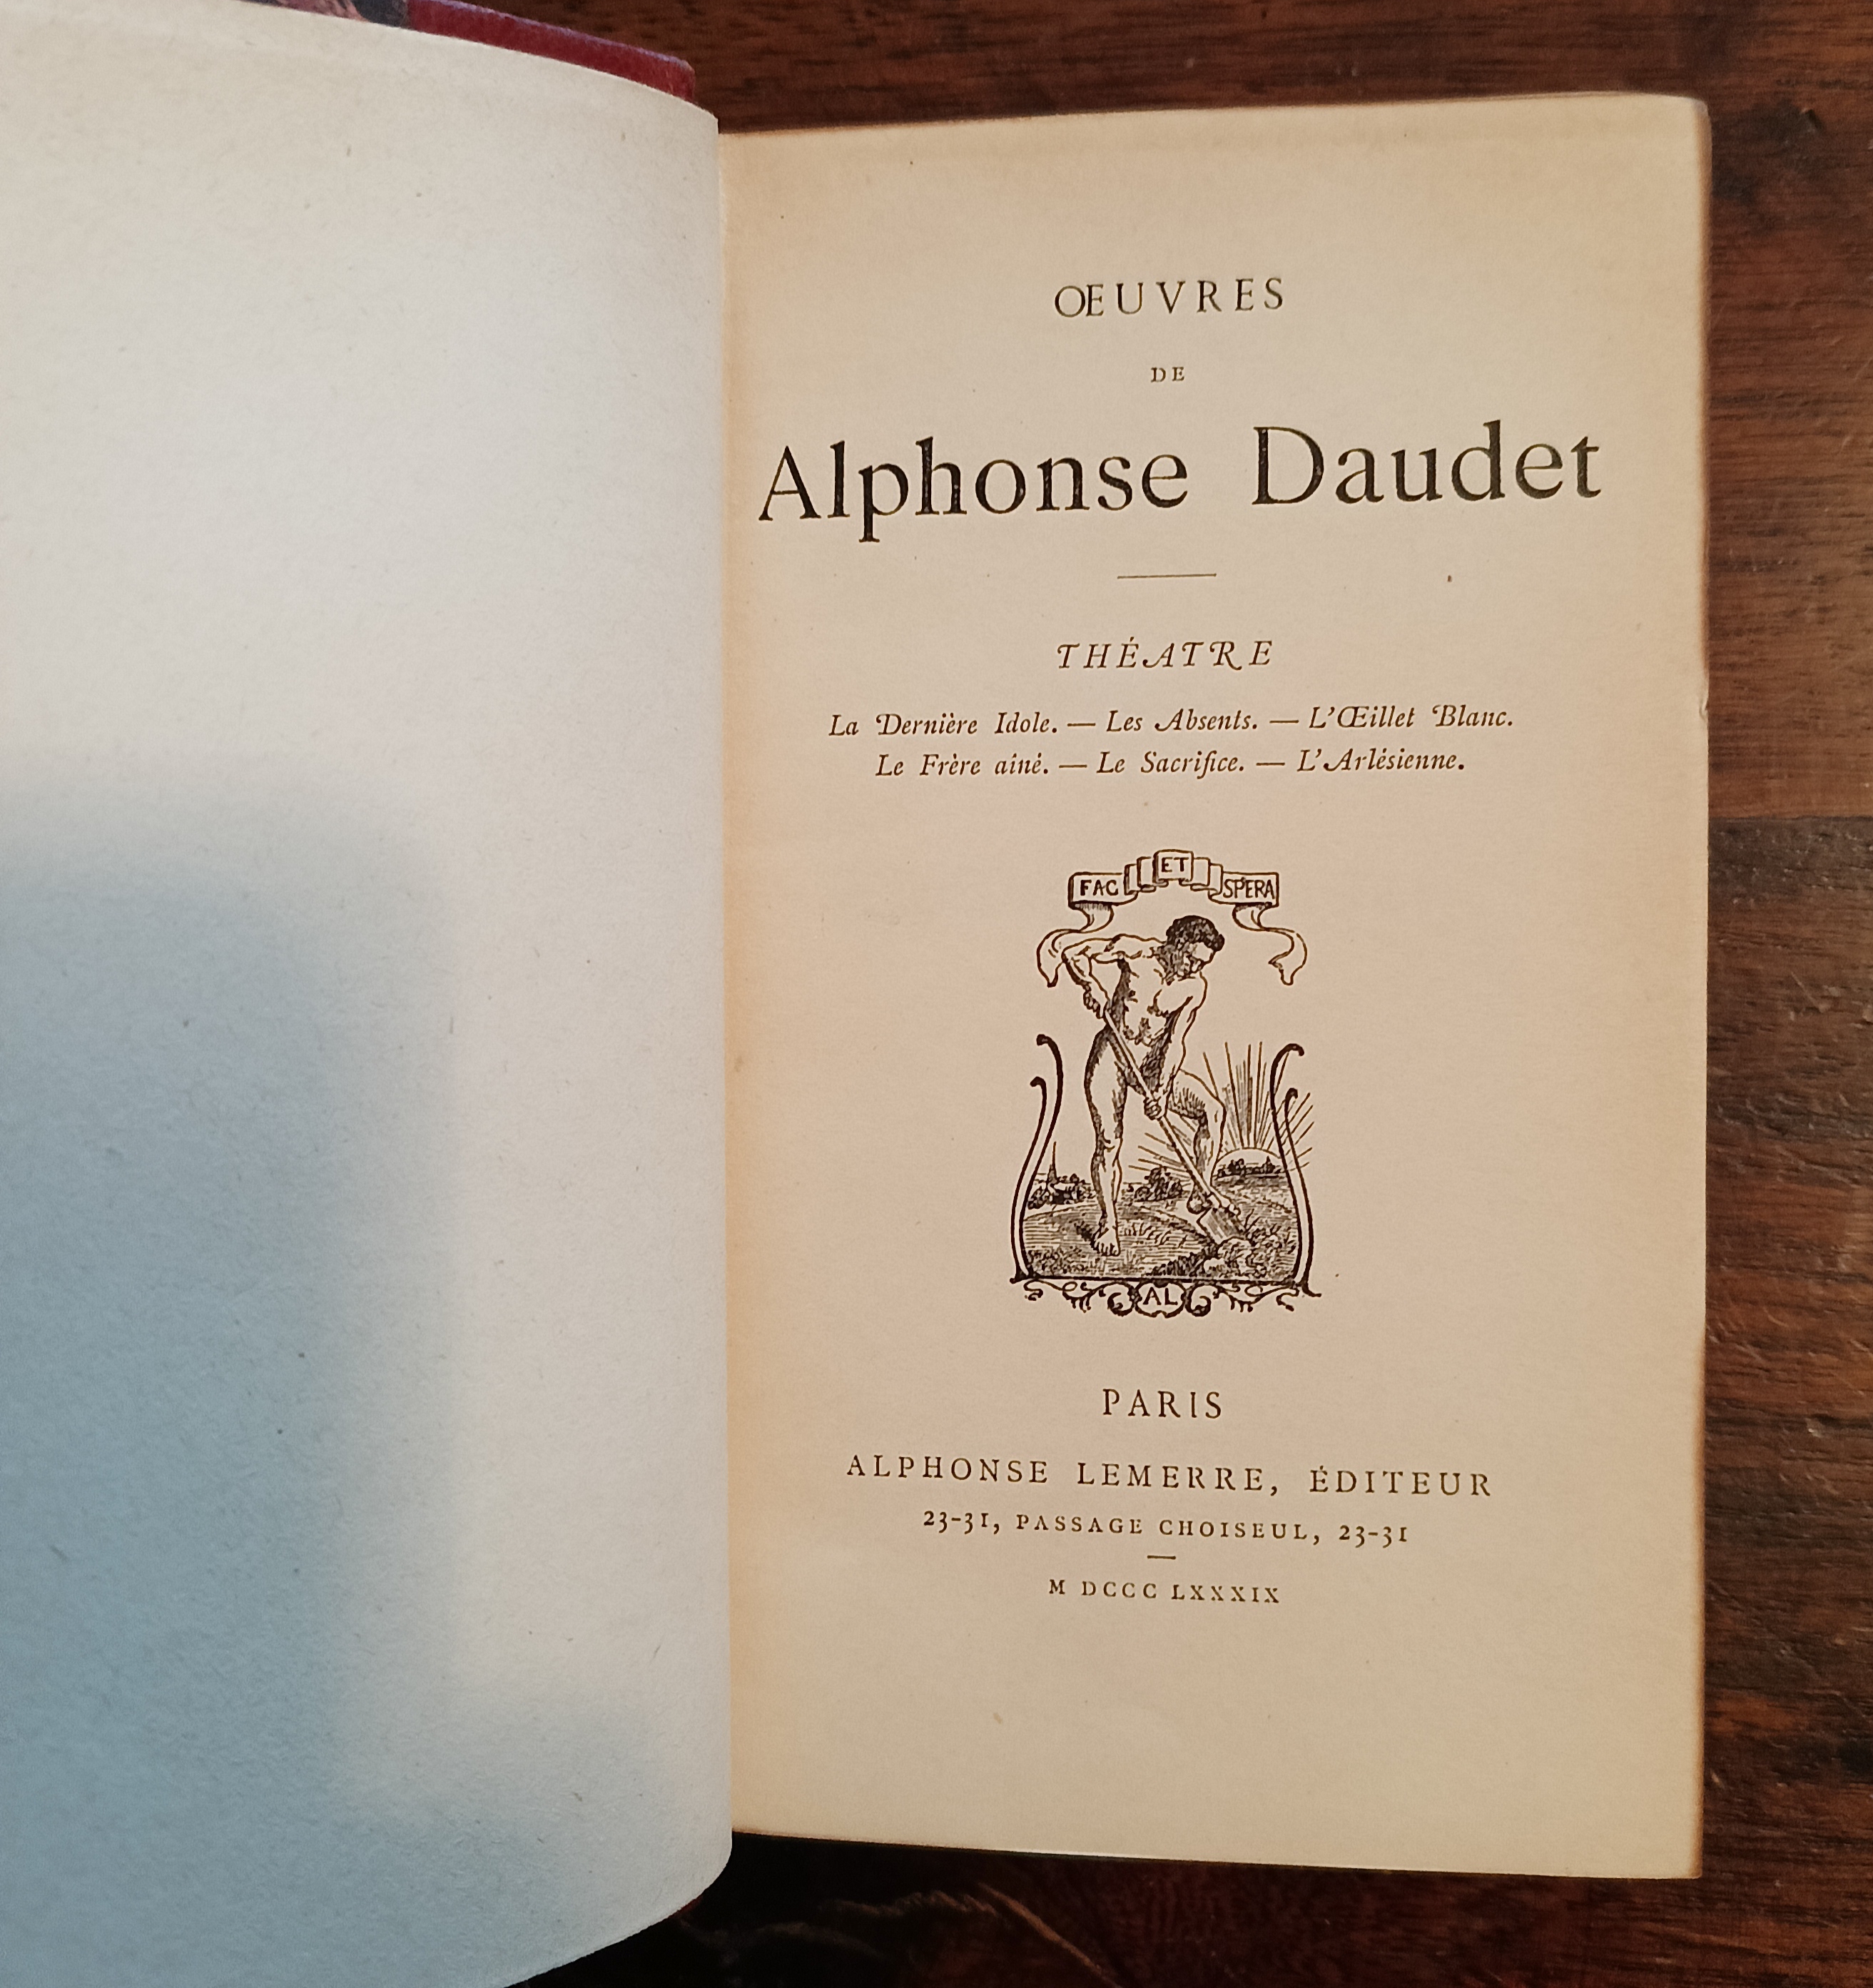 ŒUVRES
DE
Alphonse Daudet
THÉATRE
La Dernière Idole. — Les Absents. — L'Œillet Blanc.
Le Frère aîné. — Le Sacrifice. — L'Arlésienne.
FAC ET SPERA
AL
PARIS
ALPHONSE LEMERRE, ÉDITEUR
23-31, PASSAGE CHOISEUL, 23-31
M DCCC LXXXIX